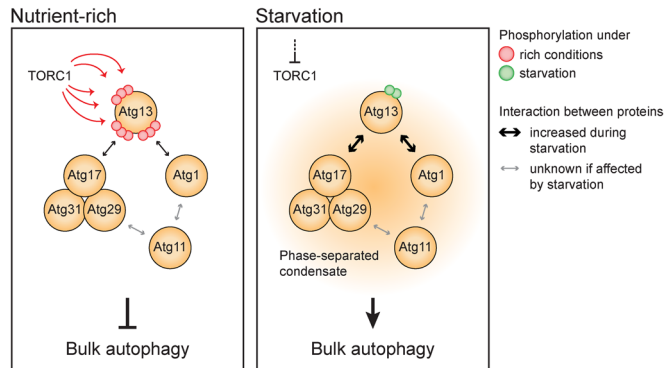 Nutrient-rich
TORC1
Atg13
Atg17
Atg1
Atg31
Atg29
Atg11
Bulk autophagy
Starvation
TORC1
Atg13
Atg17
Atg1
Atg31
Atg29
Atg11
Phase-separated
condensate
Bulk autophagy
Phosphorylation under
rich conditions
starvation
Interaction between proteins
increased during
starvation
unknown if affected
by starvation